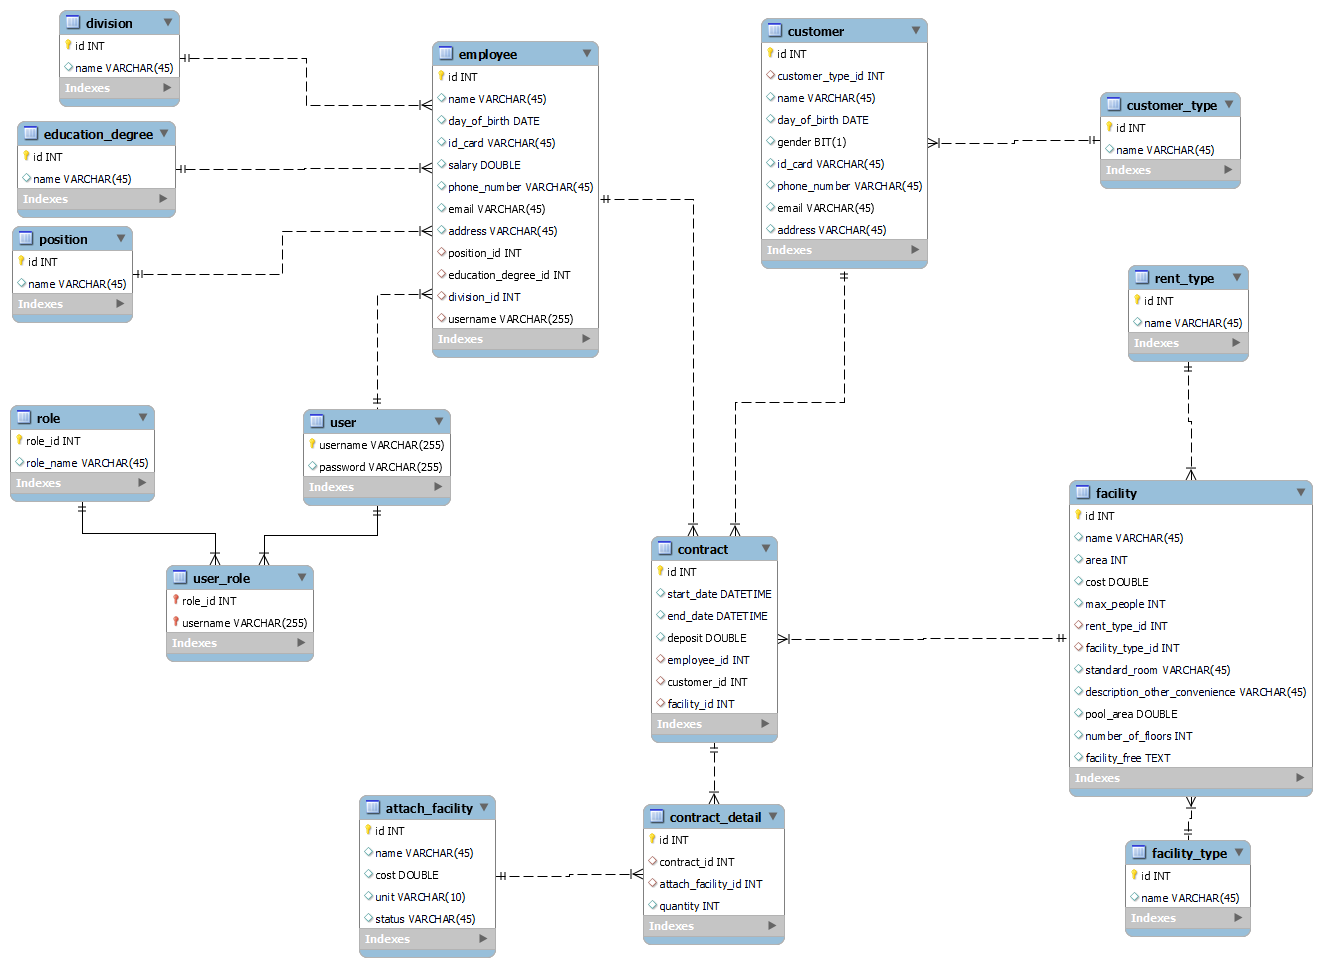 division
id INT
name VARCHAR(45)
Indexes
education_degree
id INT
name VARCHAR(45)
Indexes
position
id INT
name VARCHAR(45)
Indexes
employee
id INT
name VARCHAR(45)
day_of_birth DATE
id_card VARCHAR(45)
salary DOUBLE
phone_number VARCHAR(45)
email VARCHAR(45)
address VARCHAR(45)
position_id INT
education_degree_id INT
division_id INT
username VARCHAR(255)
Indexes
customer
id INT
customer_type_id INT
name VARCHAR(45)
day_of_birth DATE
gender BIT(1)
id_card VARCHAR(45)
phone_number VARCHAR(45)
email VARCHAR(45)
address VARCHAR(45)
Indexes
customer_type
id INT
name VARCHAR(45)
Indexes
rent_type
id INT
name VARCHAR(45)
Indexes
role
role_id INT
role_name VARCHAR(45)
Indexes
user
username VARCHAR(255)
password VARCHAR(255)
Indexes
user_role
role_id INT
username VARCHAR(255)
Indexes
contract
id INT
start_date DATETIME
end_date DATETIME
deposit DOUBLE
employee_id INT
customer_id INT
facility_id INT
Indexes
facility
id INT
name VARCHAR(45)
area INT
cost DOUBLE
max_people INT
rent_type_id INT
facility_type_id INT
standard_room VARCHAR(45)
description_other_convenience VARCHAR(45)
pool_area DOUBLE
number_of_floors INT
facility_free TEXT
Indexes
attach_facility
id INT
name VARCHAR(45)
cost DOUBLE
unit VARCHAR(10)
status VARCHAR(45)
Indexes
contract_detail
id INT
contract_id INT
attach_facility_id INT
quantity INT
Indexes
facility_type
id INT
name VARCHAR(45)
Indexes